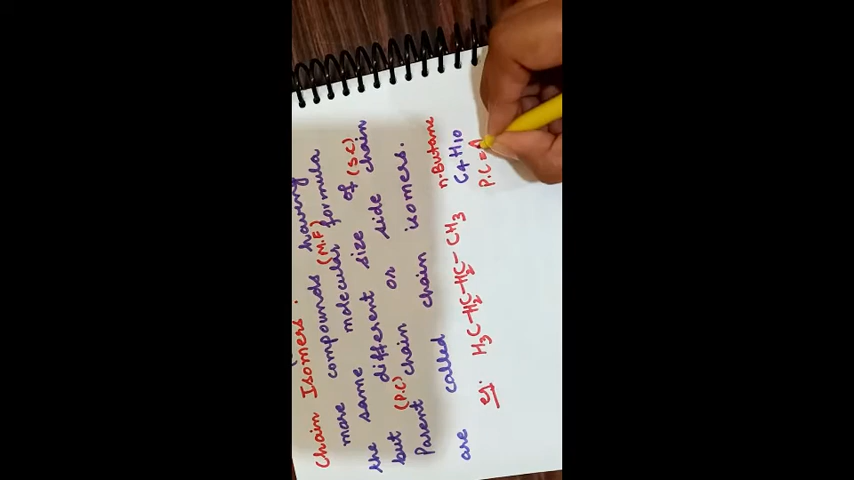 Chain Isomers. having
more compounds (M.F)
the same molecular formula
but different size of (S.C)
(P.C)
Parent chain or side chain
are called chain isomers.
eg: H3C-H2C-H2C-CH3 n-Butane
C4H10
P.C=